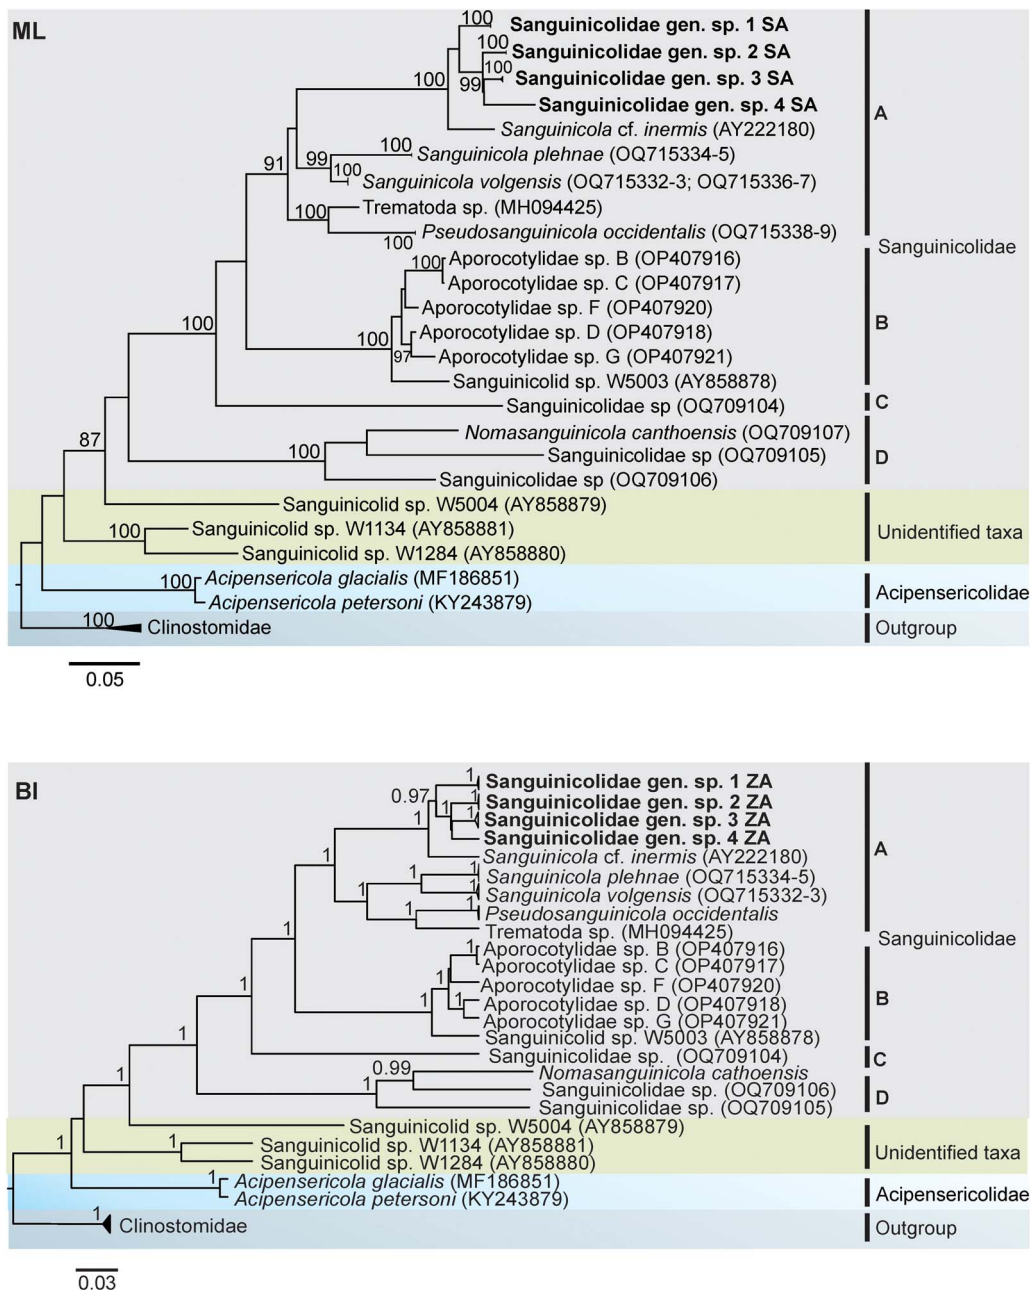 ML
100 Sanguinicolidae gen. sp. 1 SA
100 Sanguinicolidae gen. sp. 2 SA
100 Sanguinicolidae gen. sp. 3 SA
100
99
Sanguinicolidae gen. sp. 4 SA
A
Sanguinicola cf. inermis (AY222180)
100 Sanguinicola plehnae (OQ715334-5)
91
99
100
Sanguinicola volgensis (OQ715332-3; OQ715336-7)
Trematoda sp. (MH094425)
100
Pseudosanguinicola occidentalis (OQ715338-9)
100
Sanguinicolidae
100 Aporocotylidae sp. B (OP407916)
Aporocotylidae sp. C (OP407917)
Aporocotylidae sp. F (OP407920)
B
100
100
Aporocotylidae sp. D (OP407918)
97
Aporocotylidae sp. G (OP407921)
Sanguinicolid sp. W5003 (AY858878)
Sanguinicolidae sp (OQ709104)
C
Nomasanguinicola canthoensis (OQ709107)
87
100
Sanguinicolidae sp (OQ709105)
D
Sanguinicolidae sp (OQ709106)
Sanguinicolid sp. W5004 (AY858879)
100
Sanguinicolid sp. W1134 (AY858881)
Unidentified taxa
Sanguinicolid sp. W1284 (AY858880)
100 Acipensericola glacialis (MF186851)
Acipensericolidae
Acipensericola petersoni (KY243879)
100 Clinostomidae
Outgroup
0.05
BI
1 Sanguinicolidae gen. sp. 1 ZA
0.97
1 Sanguinicolidae gen. sp. 2 ZA
1
1 Sanguinicolidae gen. sp. 3 ZA
1
Sanguinicolidae gen. sp. 4 ZA
A
Sanguinicola cf. inermis (AY222180)
1
1
1 Sanguinicola plehnae (OQ715334-5)
1
1 Sanguinicola volgensis (OQ715332-3)
1
1 Pseudosanguinicola occidentalis
Trematoda sp. (MH094425)
Sanguinicolidae
1
1 Aporocotylidae sp. B (OP407916)
Aporocotylidae sp. C (OP407917)
1
Aporocotylidae sp. F (OP407920)
1
1
B
1 Aporocotylidae sp. D (OP407918)
Aporocotylidae sp. G (OP407921)
1
Sanguinicolid sp. W5003 (AY858878)
Sanguinicolidae sp. (OQ709104)
C
0.99
Nomasanguinicola cathoensis
1
1
Sanguinicolidae sp. (OQ709106)
D
Sanguinicolidae sp. (OQ709105)
Sanguinicolid sp. W5004 (AY858879)
1
1
Sanguinicolid sp. W1134 (AY858881)
Unidentified taxa
Sanguinicolid sp. W1284 (AY858880)
1 Acipensericola glacialis (MF186851)
Acipensericolidae
Acipensericola petersoni (KY243879)
1 Clinostomidae
Outgroup
0.03